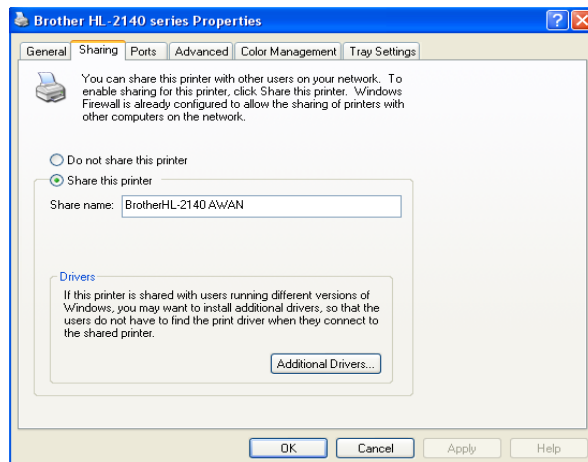 Brother HL-2140 series Properties
General Sharing Ports Advanced Color Management Tray Settings
You can share this printer with other users on your network. To
enable sharing for this printer, click Share this printer. Windows
Firewall is already configured to allow the sharing of printers with
other computers on the network.
Do not share this printer
Share this printer
Share name: BrotherHL-2140 AWAN
Drivers
If this printer is shared with users running different versions of
Windows, you may want to install additional drivers, so that the
users do not have to find the print driver when they connect to
the shared printer.
Additional Drivers...
OK Cancel Apply Help